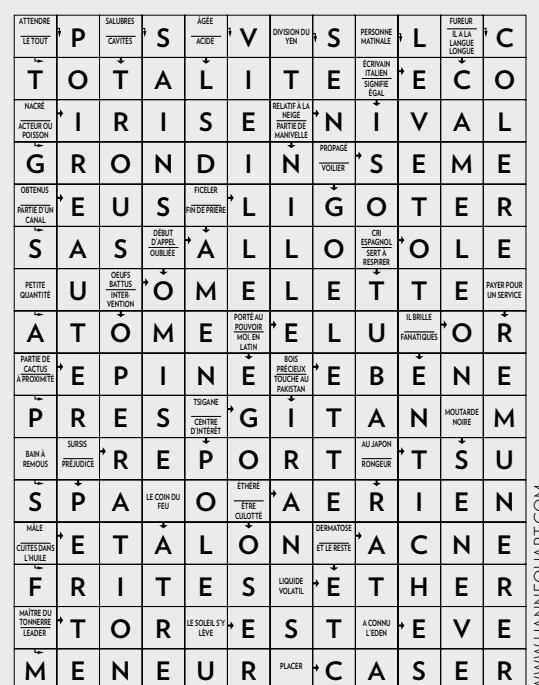 ATTENDRE LE TOUT P SALUBRES CAVITÉS S ÂGÉE ACIDE V DIVISION DU YEN S PERSONNE MATINALE L FUREUR IL A LA LANGUE LONGUE C
T O T A L I T E ÉCRIVAIN ITALIEN SIGNIFIE ÉGAL E C O
NACRÉ ACTEUR OU POISSON I R I S E RELATIF À LA NEIGE PARTIE DE MANIVELLE N I V A L
G R O N D I N PROPAGÉ VOILIER S E M E
OBTENUS PARTIE D'UN CANAL E U S FICELER FIN DE PRIÈRE L I G O T E R
S A S DÉBUT D'APPEL OUBLIÉE A L L O CRI ESPAGNOL SERT À RESPIRER O L E
PETITE QUANTITÉ U OEUFS BATTUS INTER- VENTION O M E L E T T E PAYER POUR UN SERVICE
A T O M E PORTÉ AU POUVOIR MOI, EN LATIN E L U IL BRILLE FANATIQUES O R
PARTIE DE CACTUS À PROXIMITÉ E P I N E BOIS PRÉCIEUX TOUCHE AU PAKISTAN E B E N E
P R E S TSIGANE CENTRE D'INTÉRÊT G I T A N MOUTARDE NOIRE M
BAIN À REMOUS SURSIS PRÉJUDICE R E P O R T AU JAPON RONGEUR T S U
S P A LE COIN DU FEU O ÉTHÉRÉ ÊTRE CULOTTÉ A E R I E N
MÂLE CUITES DANS L'HUILE E T A L O N DERMATOSE ET LE RESTE A C N E
F R I T E S LIQUIDE VOLATIL E T H E R
MAÎTRE DU TONNERRE LEADER T O R LE SOLEIL S'Y LÈVE E S T A CONNU L'EDEN E V E
M E N E U R PLACER C A S E R
WWW.HANNEQUART.COM